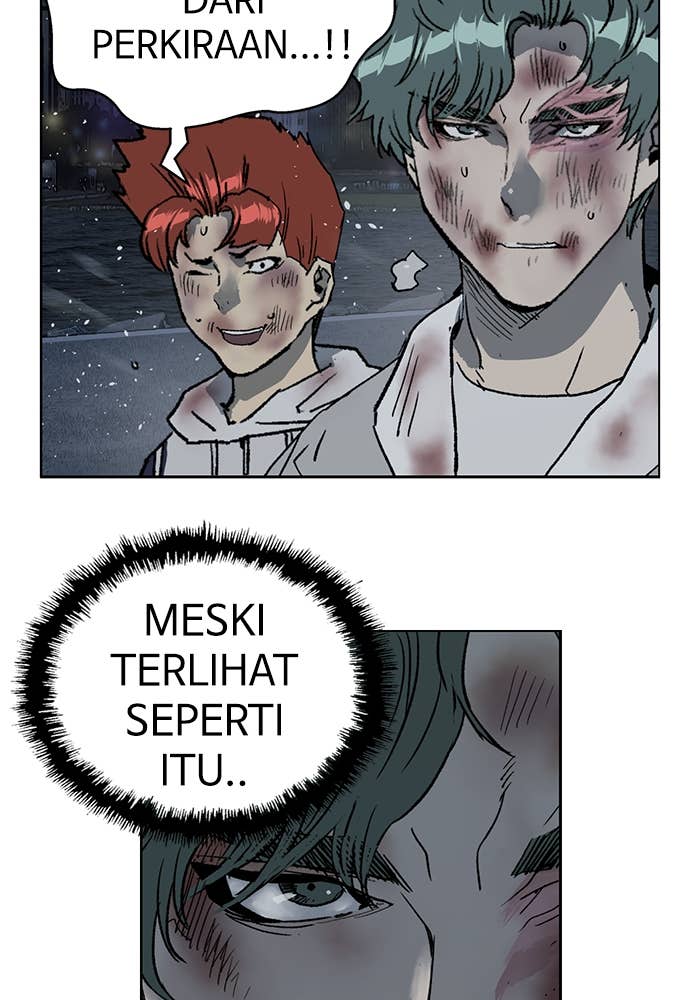 DARI
PERKIRAAN...!!
MESKI
TERLIHAT
SEPERTI
ITU..